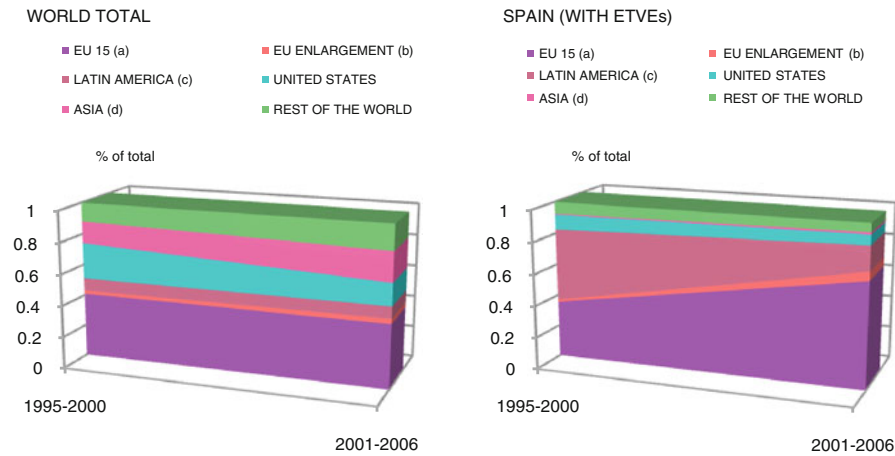 WORLD TOTAL
EU 15 (a)
EU ENLARGEMENT (b)
LATIN AMERICA (c)
UNITED STATES
ASIA (d)
REST OF THE WORLD
% of total
1
0.8
0.6
0.4
0.2
0
1995-2000
2001-2006
SPAIN (WITH ETVEs)
EU 15 (a)
EU ENLARGEMENT (b)
LATIN AMERICA (c)
UNITED STATES
ASIA (d)
REST OF THE WORLD
% of total
1
0.8
0.6
0.4
0.2
0
1995-2000
2001-2006